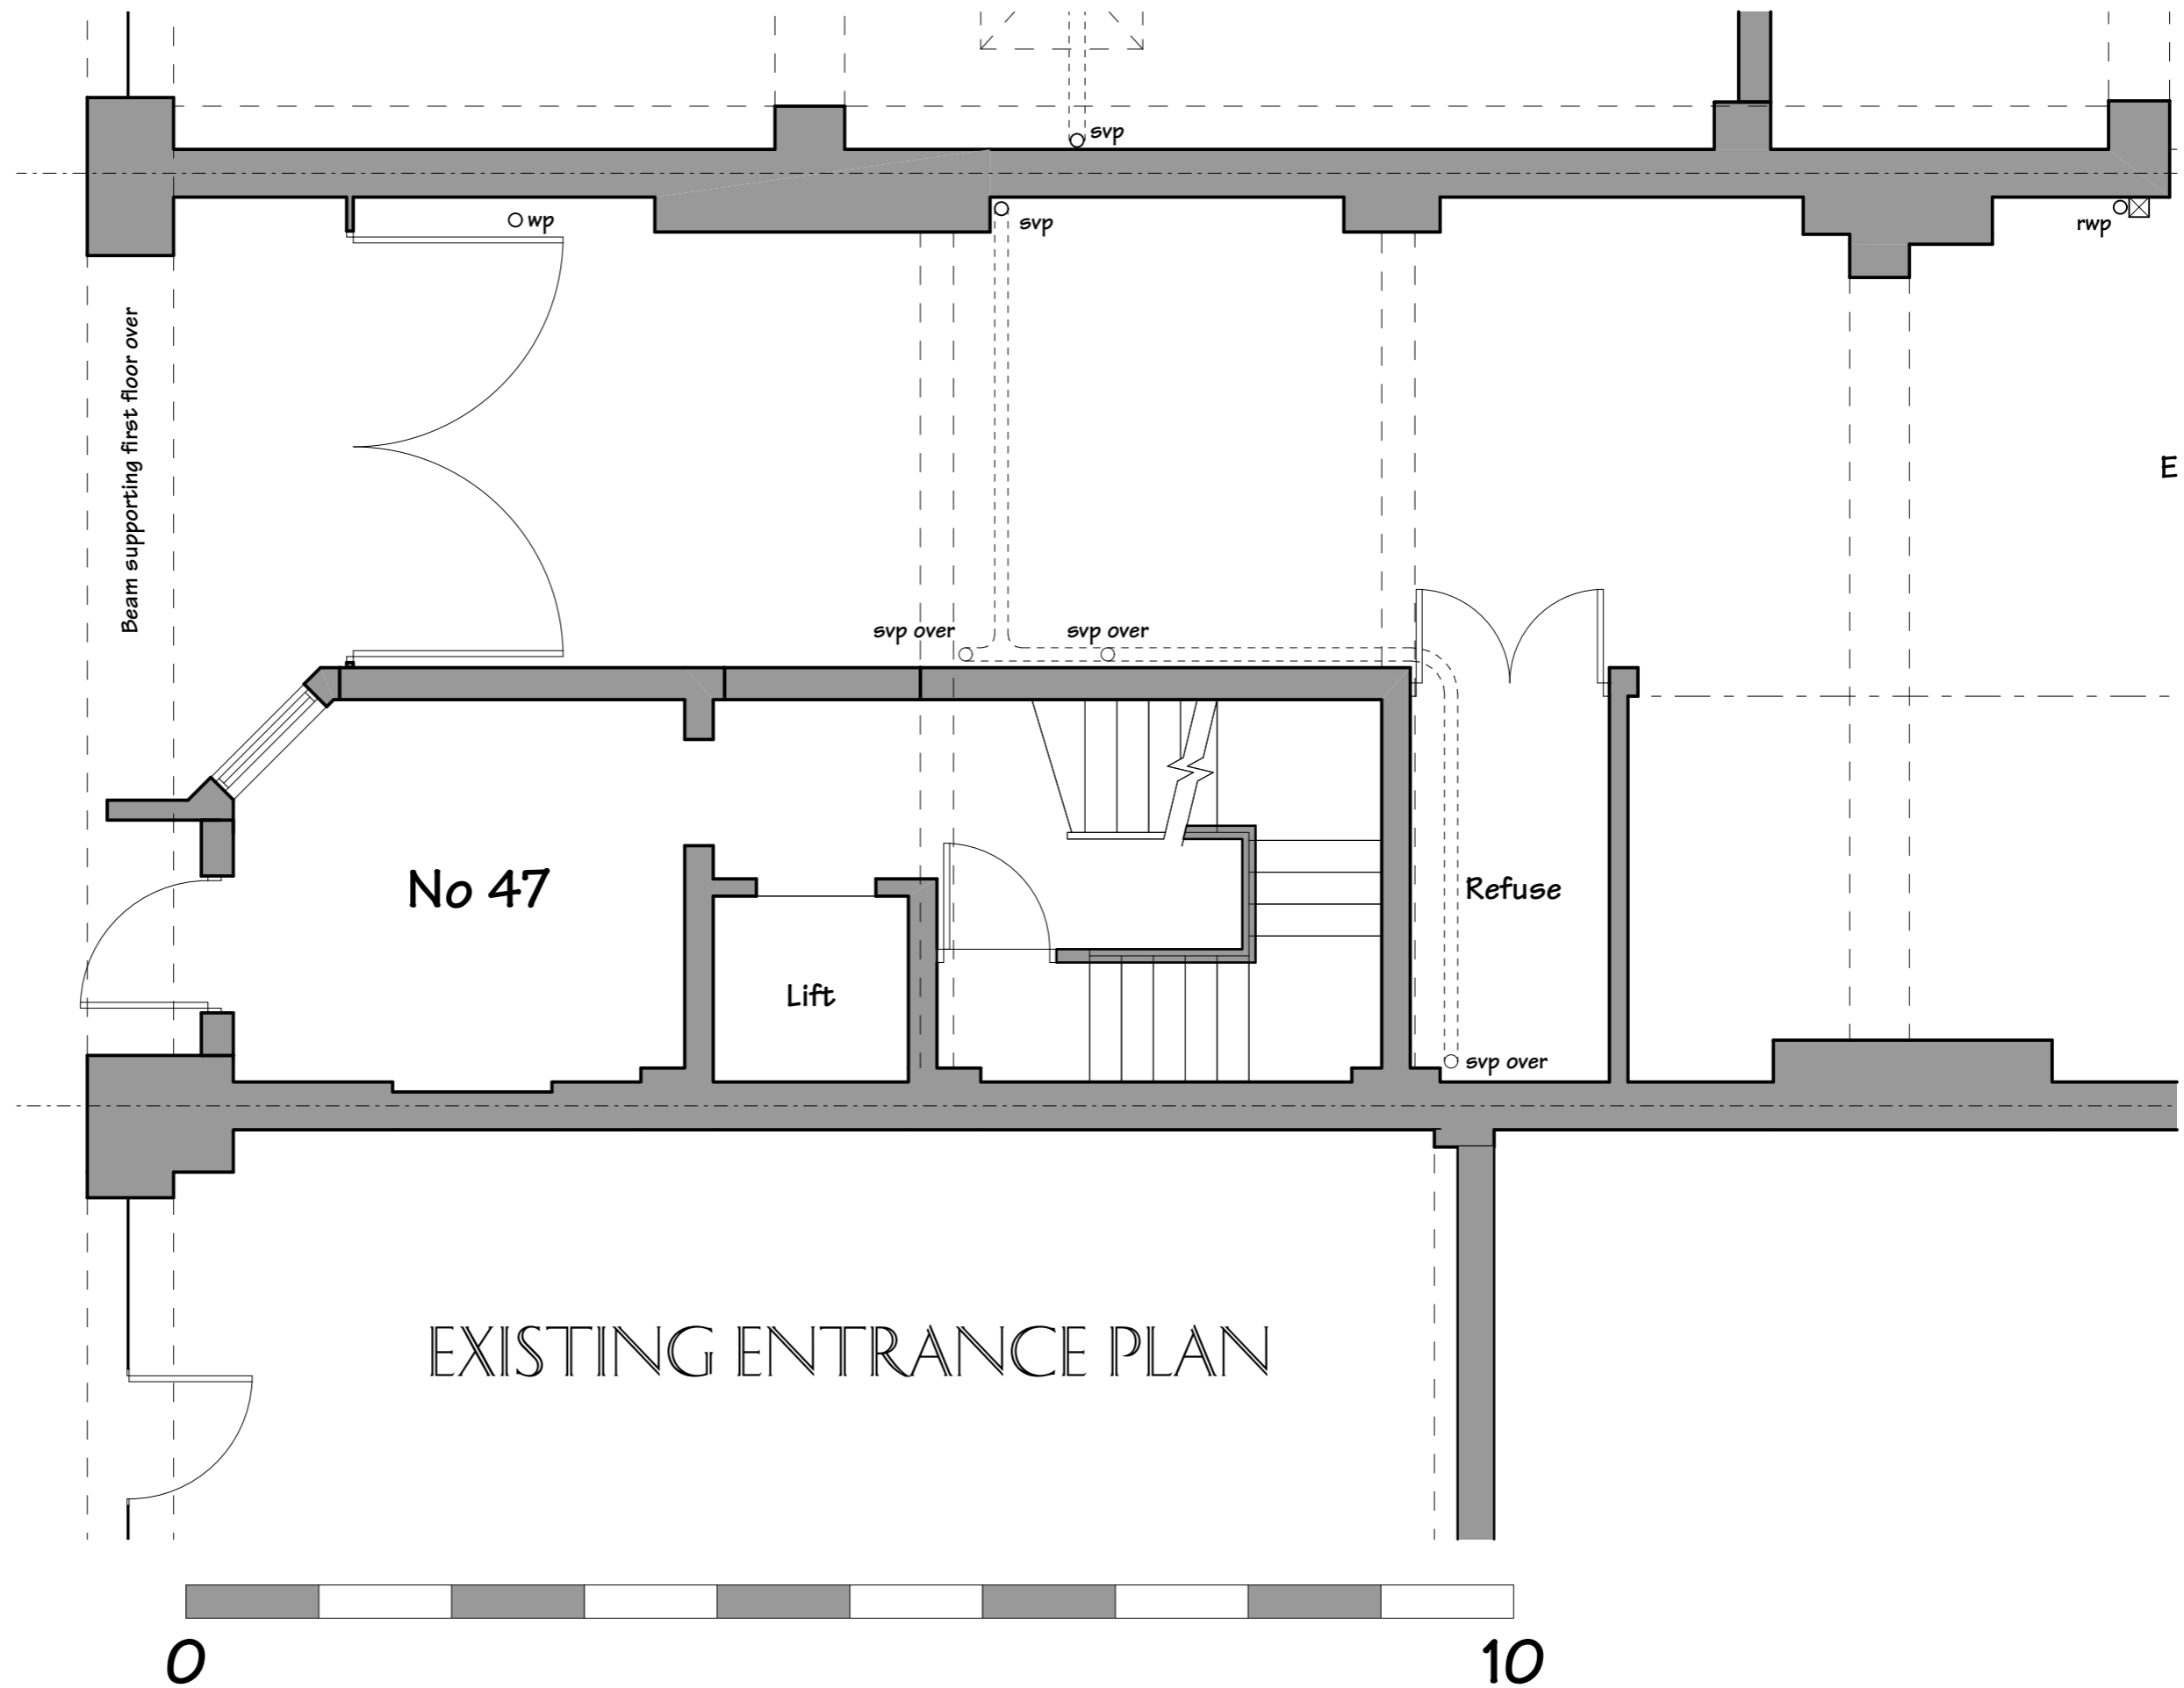 svp
wp
svp
rwp
Beam supporting first floor over
E
svp over
svp over
No 47
Refuse
Lift
svp over
EXISTING ENTRANCE PLAN
0
10